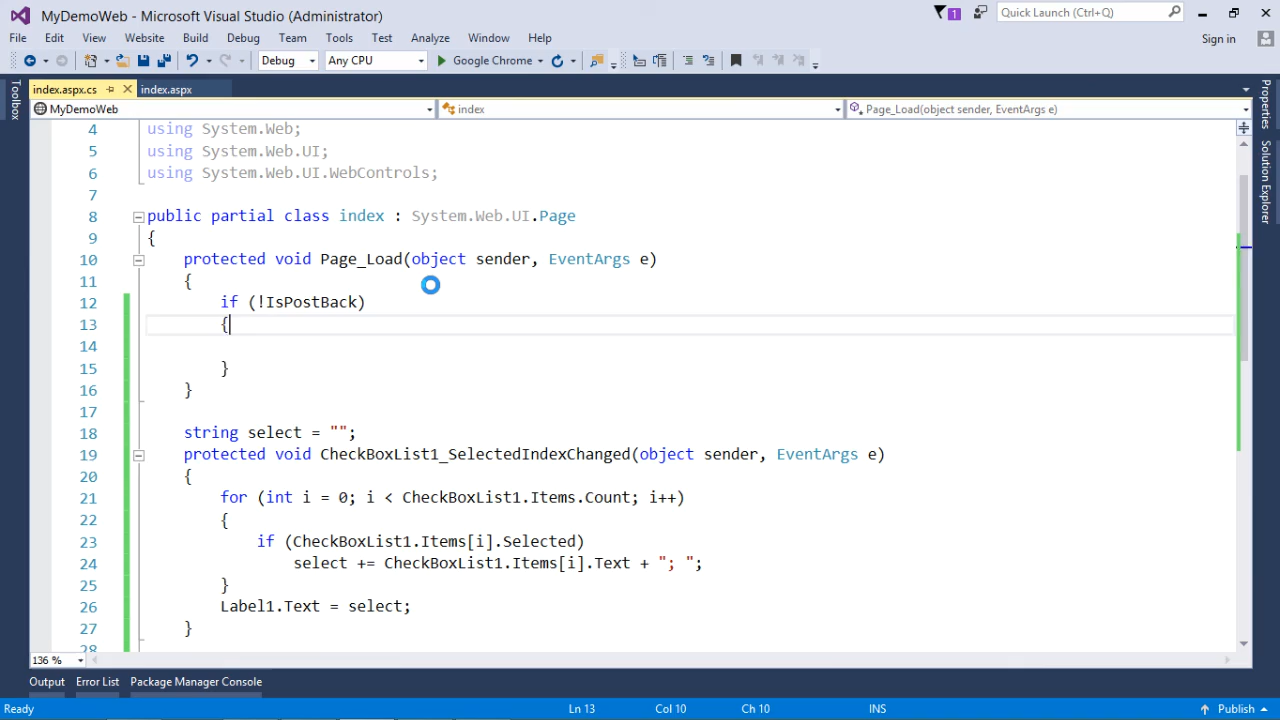 MyDemoWeb - Microsoft Visual Studio (Administrator)
1
Quick Launch (Ctrl+Q)
File Edit View Website Build Debug Team Tools Test Analyze Window Help
Sign in
Debug Any CPU Google Chrome
index.aspx.cs index.aspx
MyDemoWeb index Page_Load(object sender, EventArgs e)
Toolbox
Properties
Solution Explorer
4 using System.Web;
5 using System.Web.UI;
6 using System.Web.UI.WebControls;
7
8 public partial class index : System.Web.UI.Page
9 {
10 protected void Page_Load(object sender, EventArgs e)
11 {
12 if (!IsPostBack)
13 {
14
15 }
16 }
17
18 string select = "";
19 protected void CheckBoxList1_SelectedIndexChanged(object sender, EventArgs e)
20 {
21 for (int i = 0; i < CheckBoxList1.Items.Count; i++)
22 {
23 if (CheckBoxList1.Items[i].Selected)
24 select += CheckBoxList1.Items[i].Text + "; ";
25 }
26 Label1.Text = select;
27 }
28
136 %
Output Error List Package Manager Console
Ready Ln 13 Col 10 Ch 10 INS Publish